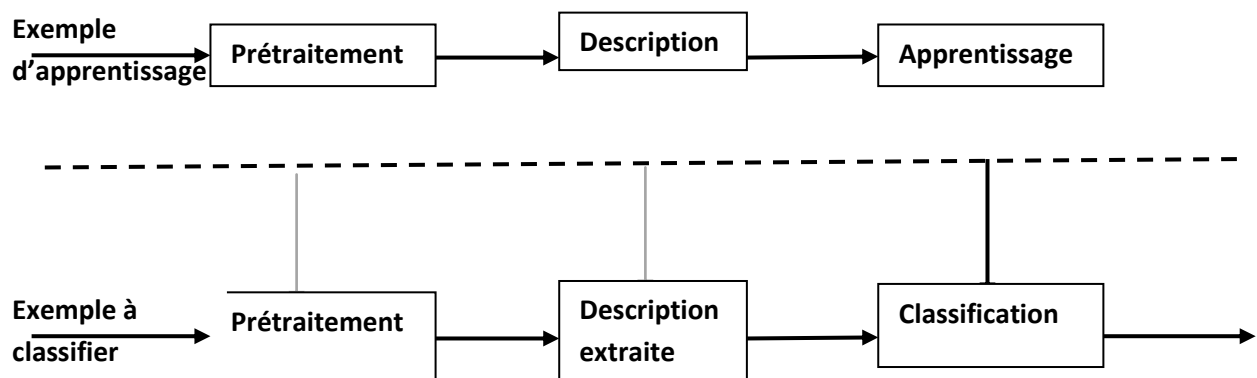 Exemple
d'apprentissage
Prétraitement
Description
Apprentissage
Exemple à
classifier
Prétraitement
Description
extraite
Classification